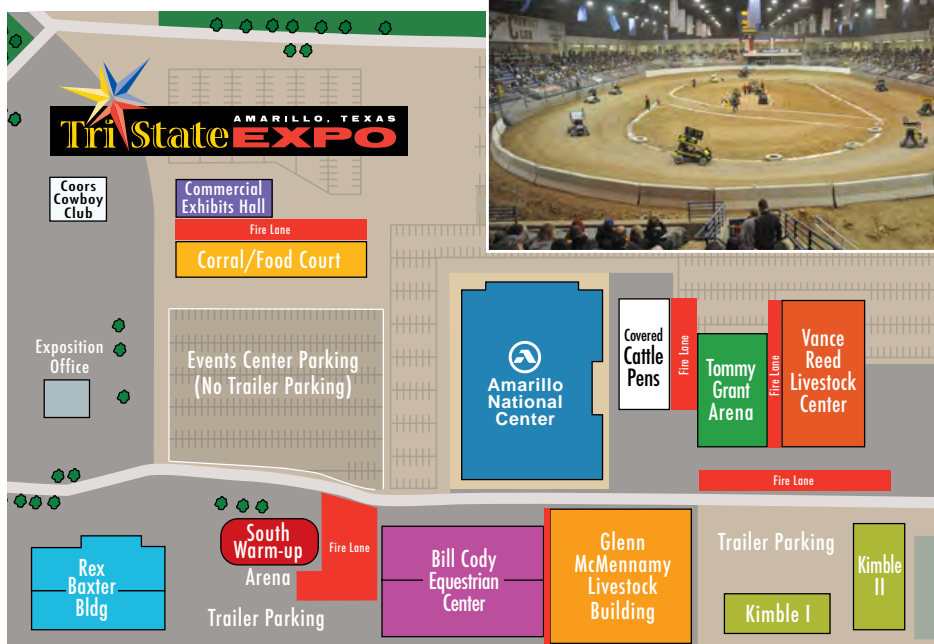 AMARILLO, TEXAS
Tri State EXPO
Coors
Cowboy
Club
Commercial
Exhibits Hall
Fire Lane
Corral/Food Court
Exposition
Office
Events Center Parking
(No Trailer Parking)
Amarillo
National
Center
Covered
Cattle
Pens
Fire Lane
Tommy
Grant
Arena
Fire Lane
Vance
Reed
Livestock
Center
Fire Lane
Rex
Baxter
Bldg
South
Warm-up
Arena
Fire Lane
Trailer Parking
Bill Cody
Equestrian
Center
Glenn
McMennamy
Livestock
Building
Trailer Parking
Kimble I
Kimble
II